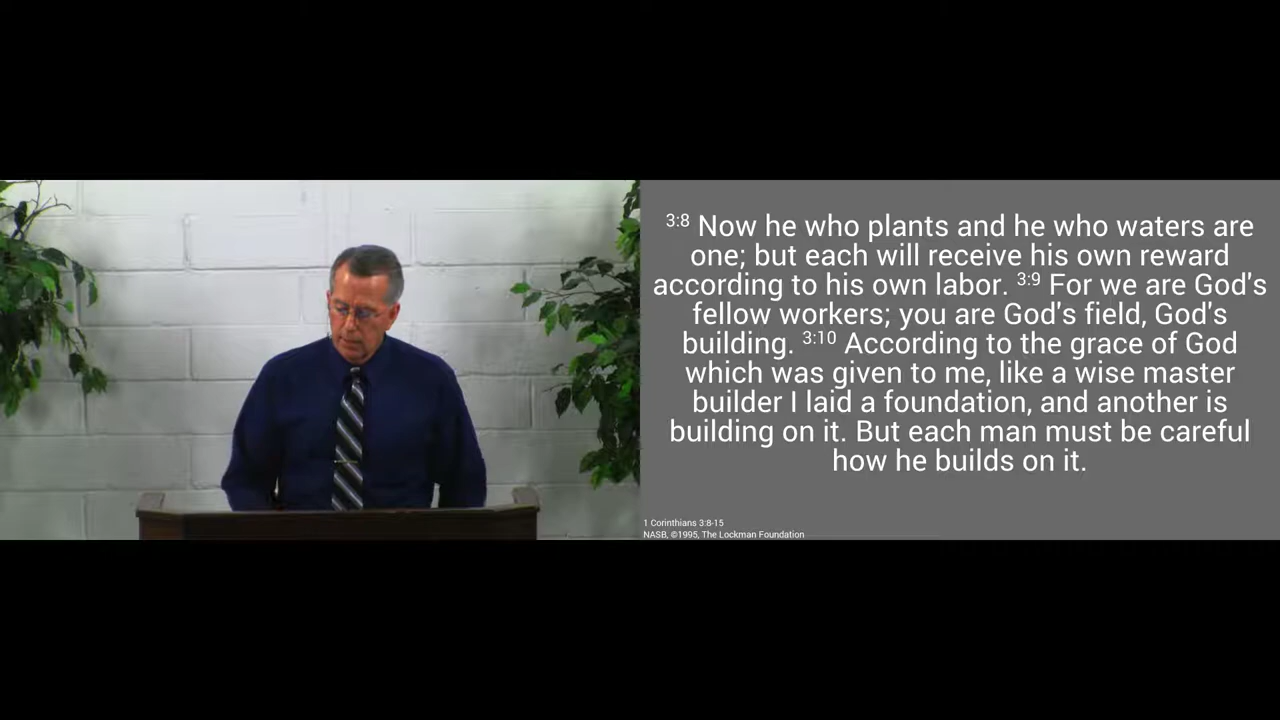 3:8 Now he who plants and he who waters are
one; but each will receive his own reward
according to his own labor. 3:9 For we are God's
fellow workers; you are God's field, God's
building. 3:10 According to the grace of God
which was given to me, like a wise master
builder I laid a foundation, and another is
building on it. But each man must be careful
how he builds on it.
1 Corinthians 3:8-15
NASB, ©1995, The Lockman Foundation